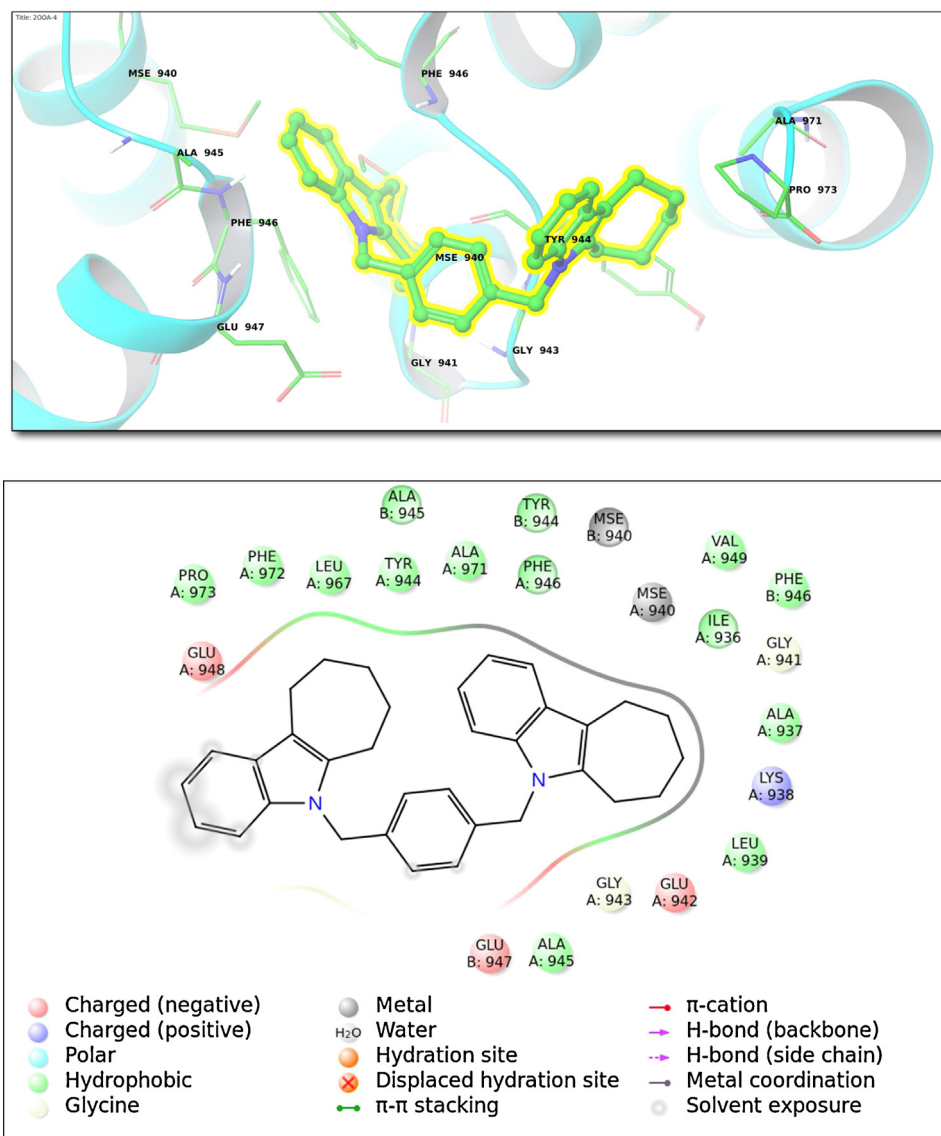 Title: 2OOA-4
MSE 940
PHE 946
ALA 971
ALA 945
PRO 973
PHE 946
TYR 944
MSE 940
GLU 947
GLY 943
GLY 941
ALA
B: 945
TYR
B: 944
MSE
B: 940
VAL
A: 949
PRO
A: 973
PHE
A: 972
LEU
A: 967
TYR
A: 944
ALA
A: 971
PHE
A: 946
PHE
B: 946
MSE
A: 940
ILE
A: 936
GLY
A: 941
GLU
A: 948
ALA
A: 937
N
N
LYS
A: 938
LEU
A: 939
GLY
A: 943
GLU
A: 942
GLU
B: 947
ALA
A: 945
Charged (negative)
Charged (positive)
Polar
Hydrophobic
Glycine
Metal
H₂O Water
Hydration site
Displaced hydration site
π-π stacking
π-cation
H-bond (backbone)
H-bond (side chain)
Metal coordination
Solvent exposure